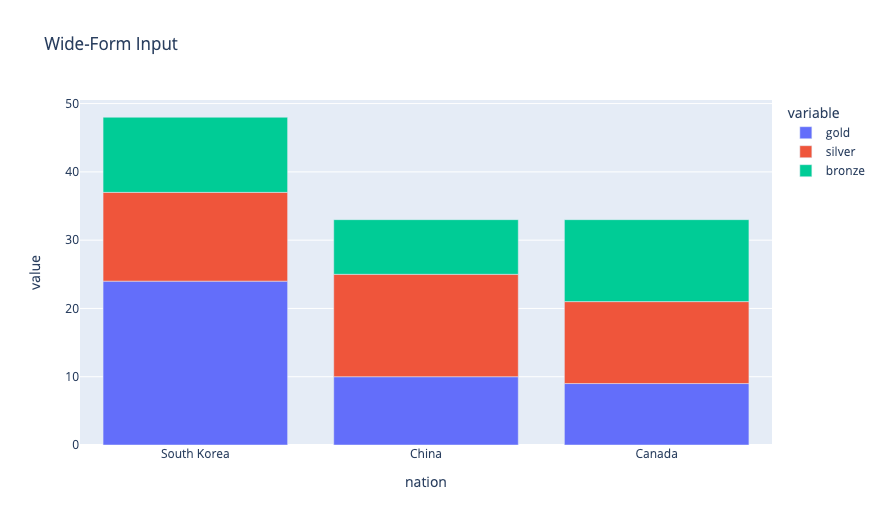 Wide-Form Input
variable
gold
silver
bronze
value
50
40
30
20
10
0
South Korea
China
Canada
nation